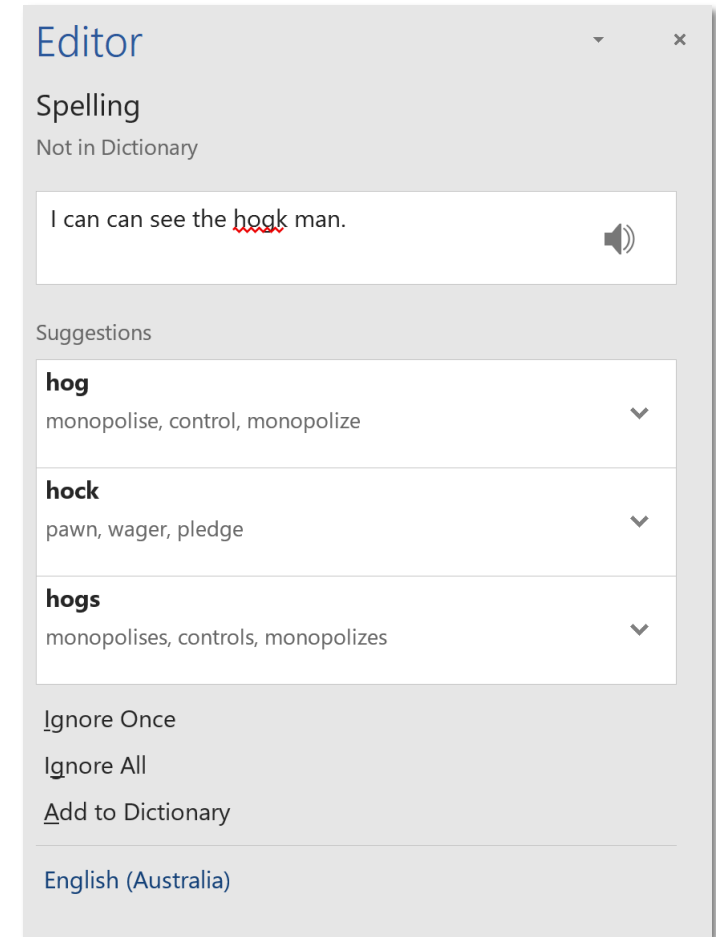 Editor
Spelling
Not in Dictionary
I can can see the hogk man.
Suggestions
hog
monopolise, control, monopolize
hock
pawn, wager, pledge
hogs
monopolises, controls, monopolizes
Ignore Once
Ignore All
Add to Dictionary
English (Australia)